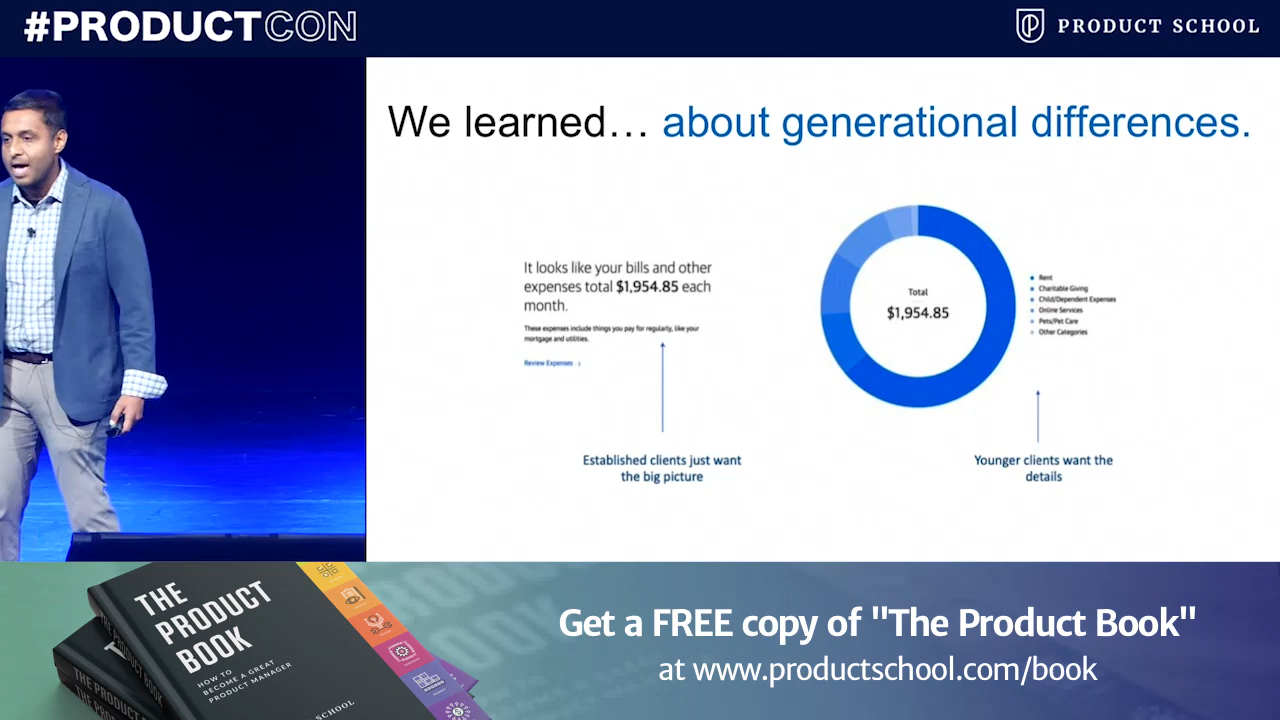 #PRODUCTCON
PRODUCT SCHOOL
We learned… about generational differences.
It looks like your bills and other
expenses total $1,954.85 each
month.
These expenses include things you pay for regularly, like your
mortgage and utilities.
Review Expenses ›
Total
$1,954.85
Rent
Charitable Giving
Child/Dependent Expenses
Online Services
Pets/Pet Care
Other Categories
Established clients just want
the big picture
Younger clients want the
details
THE
PRODUCT
BOOK
HOW TO
BECOME A GREAT
PRODUCT MANAGER
THE PRODUCT BOOK
Get a FREE copy of "The Product Book"
at www.productschool.com/book